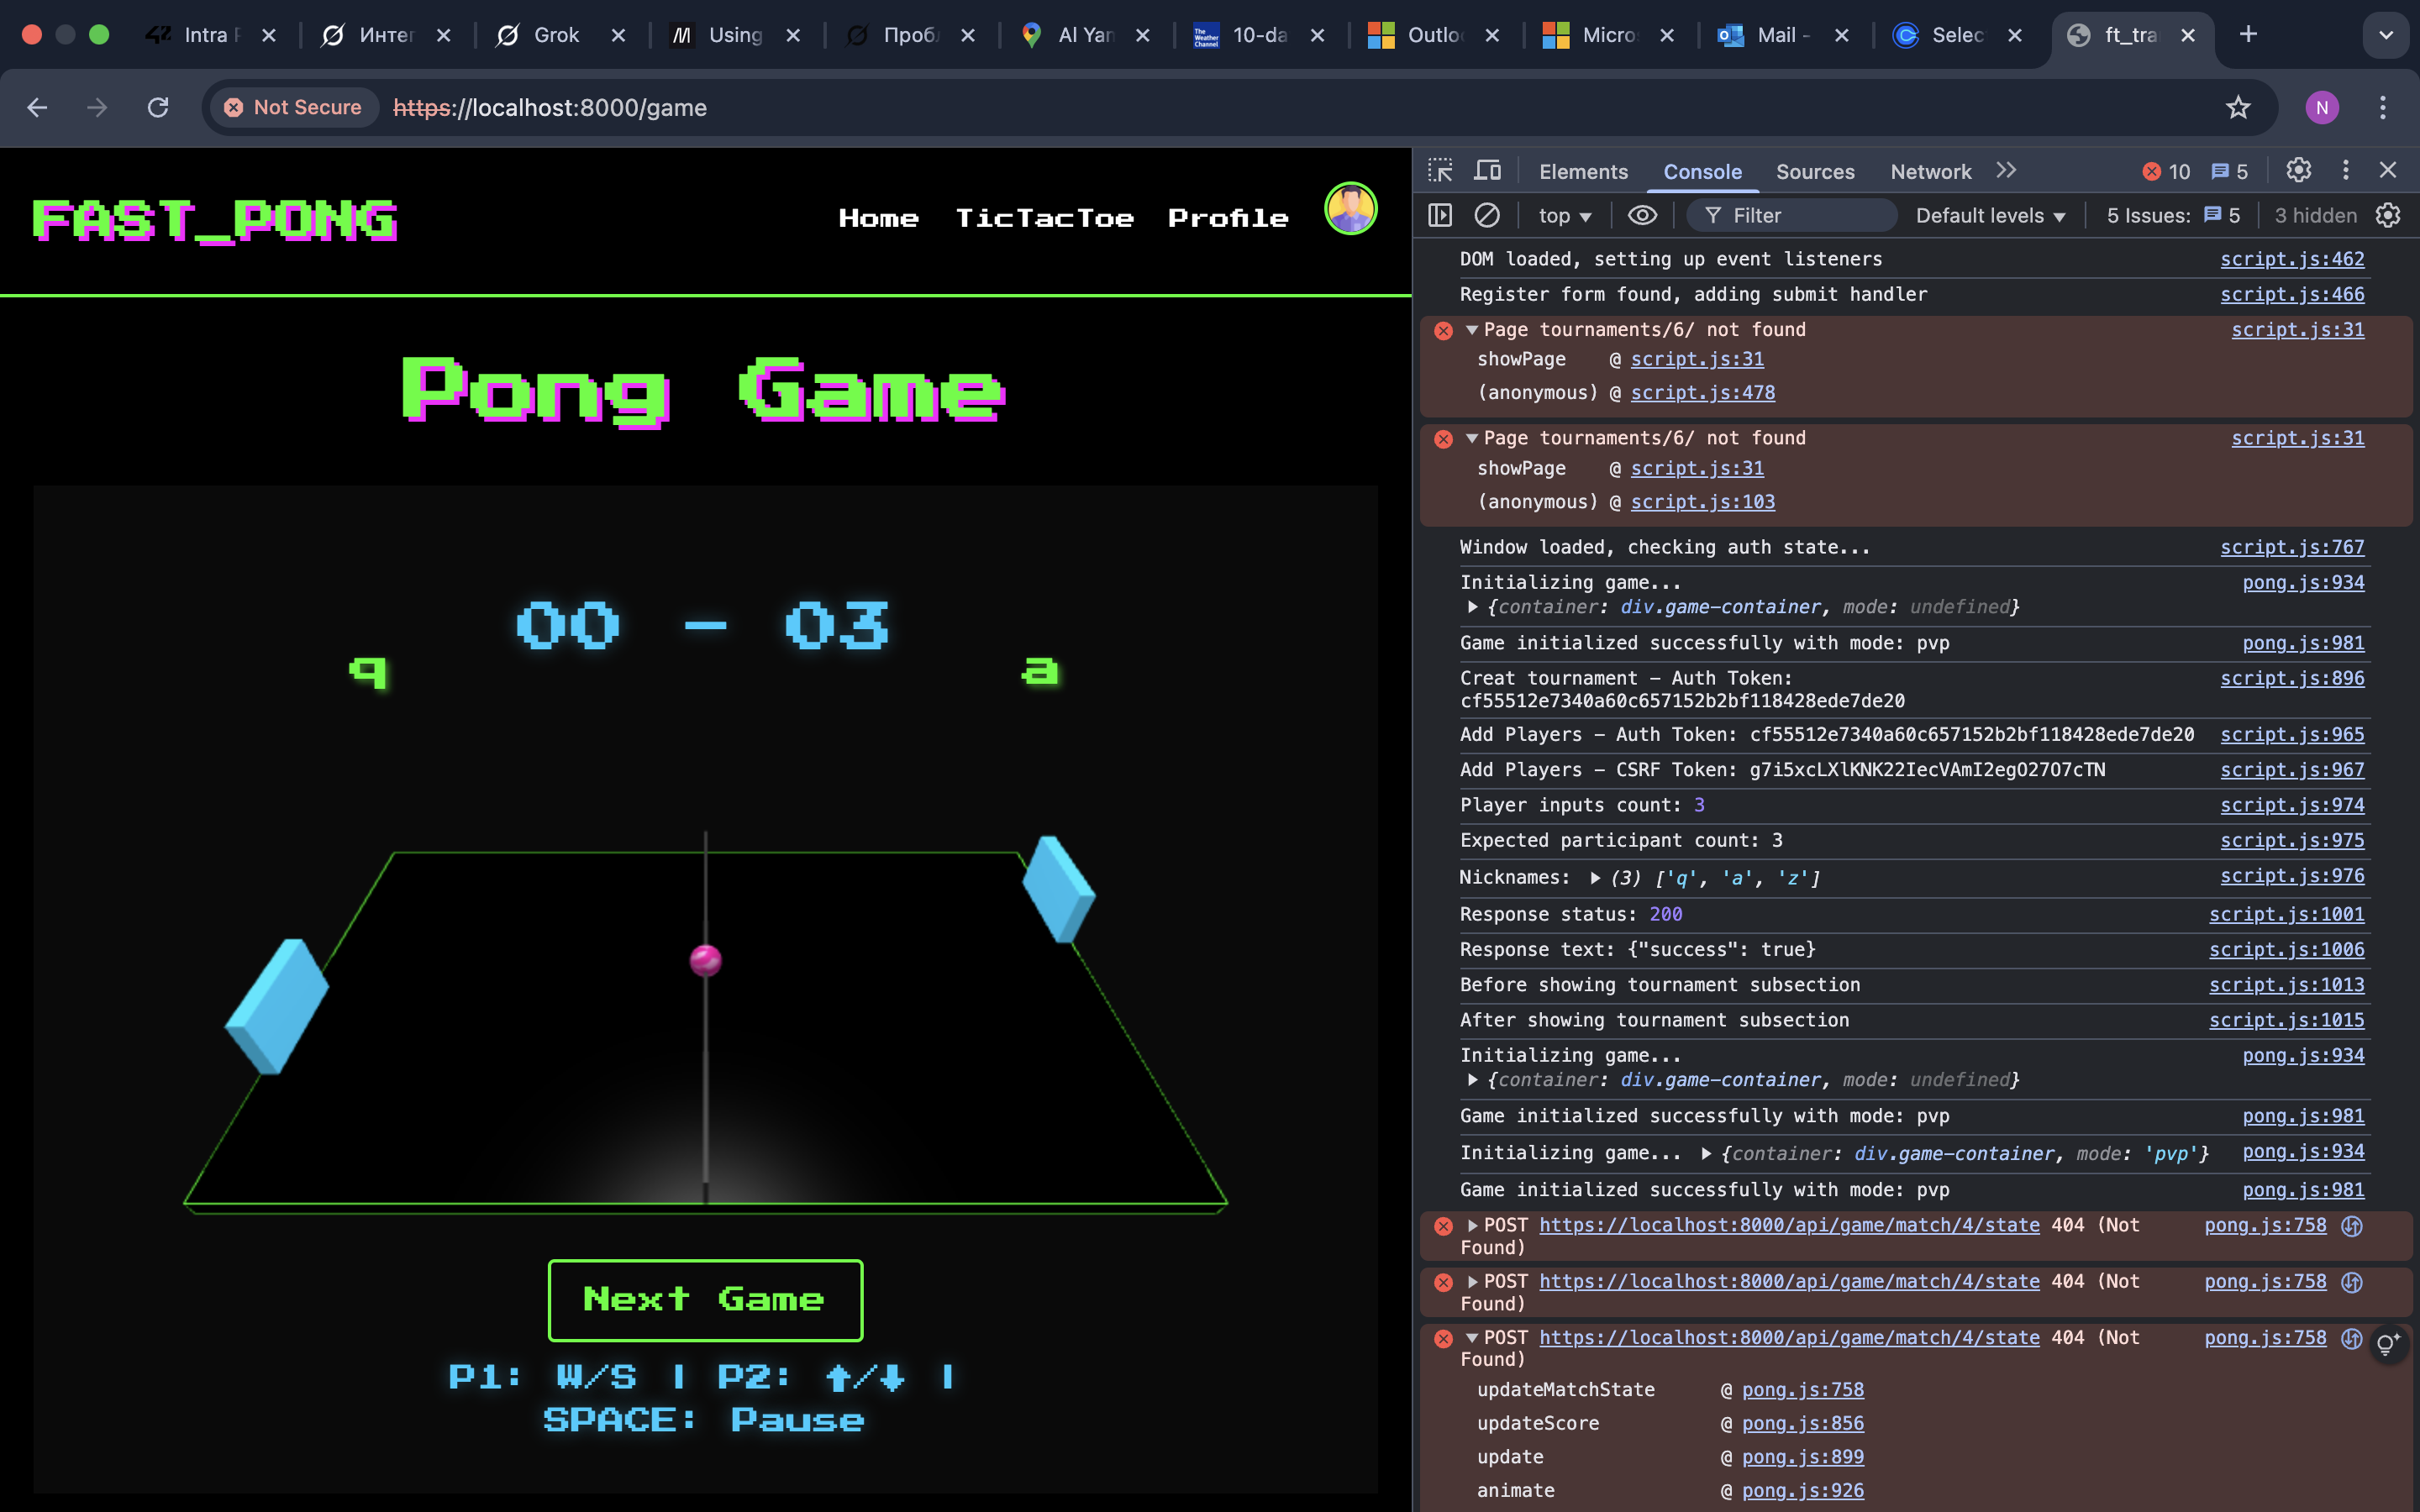 Intra
Интег
Grok
Using
Пробл
Al Yam
The Weather Channel
10-da
Outloo
Micros
Mail -
Selec
ft_tra
Not Secure
https://localhost:8000/game
N
FAST_PONG
Home TicTacToe Profile
Pong Game
00 - 03
q a
Next Game
P1: W/S | P2: ⬆/⬇ |
SPACE: Pause
Elements Console Sources Network 10 5
top Filter Default levels 5 Issues: 5 3 hidden
DOM loaded, setting up event listeners script.js:462
Register form found, adding submit handler script.js:466
Page tournaments/6/ not found script.js:31
showPage @ script.js:31
(anonymous) @ script.js:478
Page tournaments/6/ not found script.js:31
showPage @ script.js:31
(anonymous) @ script.js:103
Window loaded, checking auth state... script.js:767
Initializing game... pong.js:934
{container: div.game-container, mode: undefined}
Game initialized successfully with mode: pvp pong.js:981
Creat tournament - Auth Token: script.js:896
cf55512e7340a60c657152b2bf118428ede7de20
Add Players - Auth Token: cf55512e7340a60c657152b2bf118428ede7de20 script.js:965
Add Players - CSRF Token: g7i5xcLXlKNK22IecVAmI2egO27O7cTN script.js:967
Player inputs count: 3 script.js:974
Expected participant count: 3 script.js:975
Nicknames: (3) ['q', 'a', 'z'] script.js:976
Response status: 200 script.js:1001
Response text: {"success": true} script.js:1006
Before showing tournament subsection script.js:1013
After showing tournament subsection script.js:1015
Initializing game... pong.js:934
{container: div.game-container, mode: undefined}
Game initialized successfully with mode: pvp pong.js:981
Initializing game... {container: div.game-container, mode: 'pvp'} pong.js:934
Game initialized successfully with mode: pvp pong.js:981
POST https://localhost:8000/api/game/match/4/state 404 (Not pong.js:758
Found)
POST https://localhost:8000/api/game/match/4/state 404 (Not pong.js:758
Found)
POST https://localhost:8000/api/game/match/4/state 404 (Not pong.js:758
Found)
updateMatchState @ pong.js:758
updateScore @ pong.js:856
update @ pong.js:899
animate @ pong.js:926